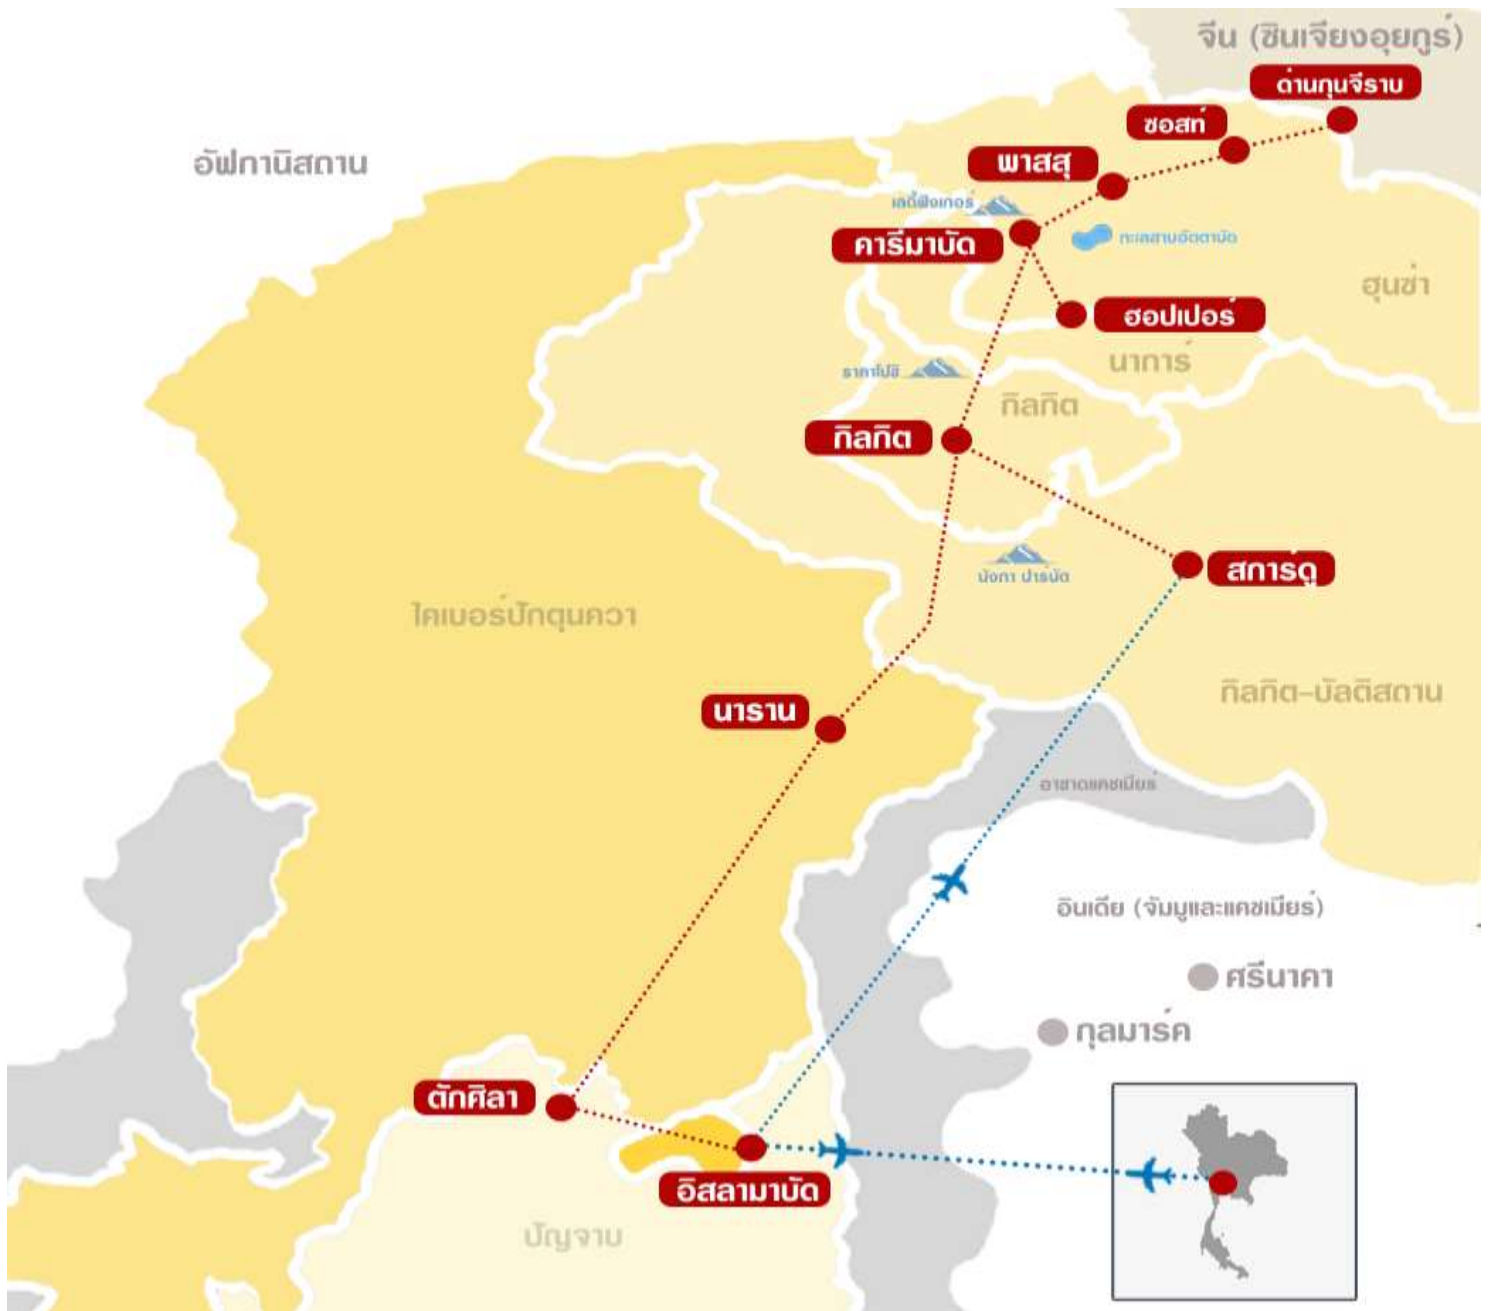 จีน (ซินเจียงอุยกูร์)
ด่านกุนจีราบ
ซอสท์
อัฟกานิสถาน
พาสสุ
เลดี้ฟิงเกอร์
คารีมาบัด
ทะเลสาบอัตตาบัด
ฮุนซ่า
ฮอปเปอร์
นาการ์
ราคาโปชิ
กิลกิต
กิลกิต
นังกา ปาร์บัต
สการ์ดู
ไคเบอร์ปักตุนควา
กิลกิต-บัลติสถาน
นาราน
อาซาดแคชเมียร์
อินเดีย (จัมมูและแคชเมียร์)
ศรีนาคา
กุลมาร์ค
ตักศิลา
อิสลามาบัด
ปัญจาบ